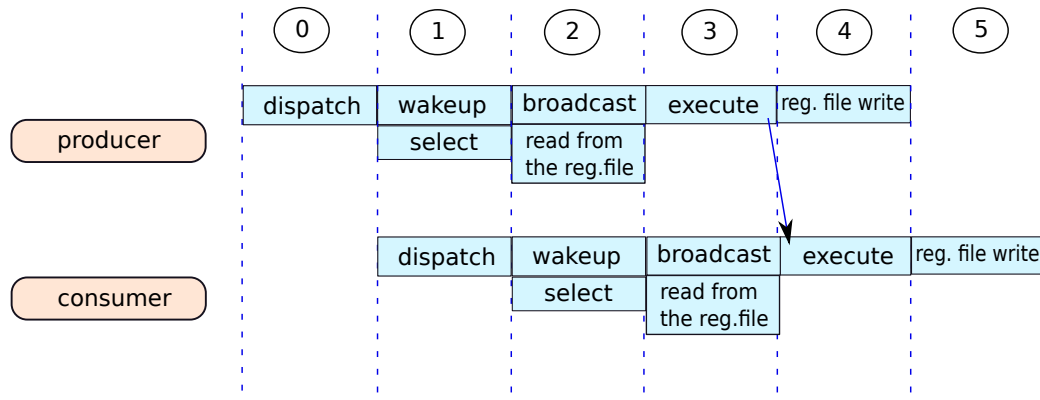 0 1 2 3 4 5
dispatch wakeup broadcast execute reg. file write
producer
select read from
the reg.file
dispatch wakeup broadcast execute reg. file write
consumer
select read from
the reg.file